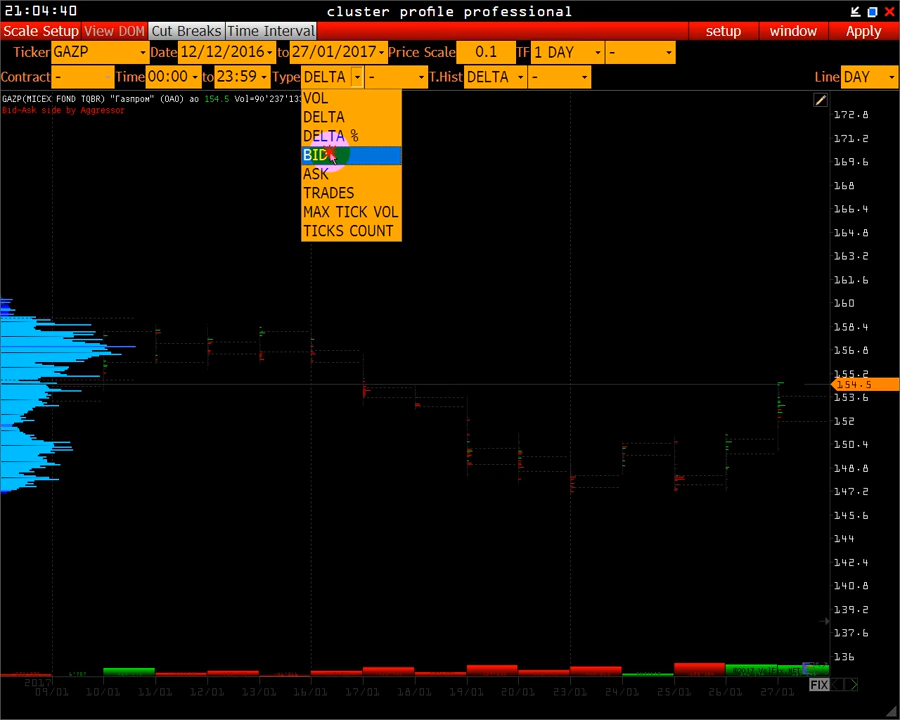 21:04:40 cluster profile professional
Scale Setup View DOM Cut Breaks Time Interval setup window Apply
Ticker GAZP Date 12/12/2016 to 27/01/2017 Price Scale 0.1 TF 1 DAY -
Contract - Time 00:00 to 23:59 Type DELTA - T.Hist DELTA - Line DAY
GAZP(MICEX FOND TQBR) "Газпром" (ОАО) ао 154.5 Vol=90'237'13
Bid-Ask side by Aggressor
VOL
DELTA
DELTA %
BID
ASK
TRADES
MAX TICK VOL
TICKS COUNT
172.8
171.2
169.6
168
166.4
164.8
163.2
161.6
160
158.4
156.8
155.2
154.5
153.6
152
150.4
148.8
147.2
145.6
144
142.4
140.8
139.2
137.6
136
2017
09/01 10/01 11/01 12/01 13/01 16/01 17/01 18/01 19/01 20/01 23/01 24/01 25/01 26/01 27/01
FIX